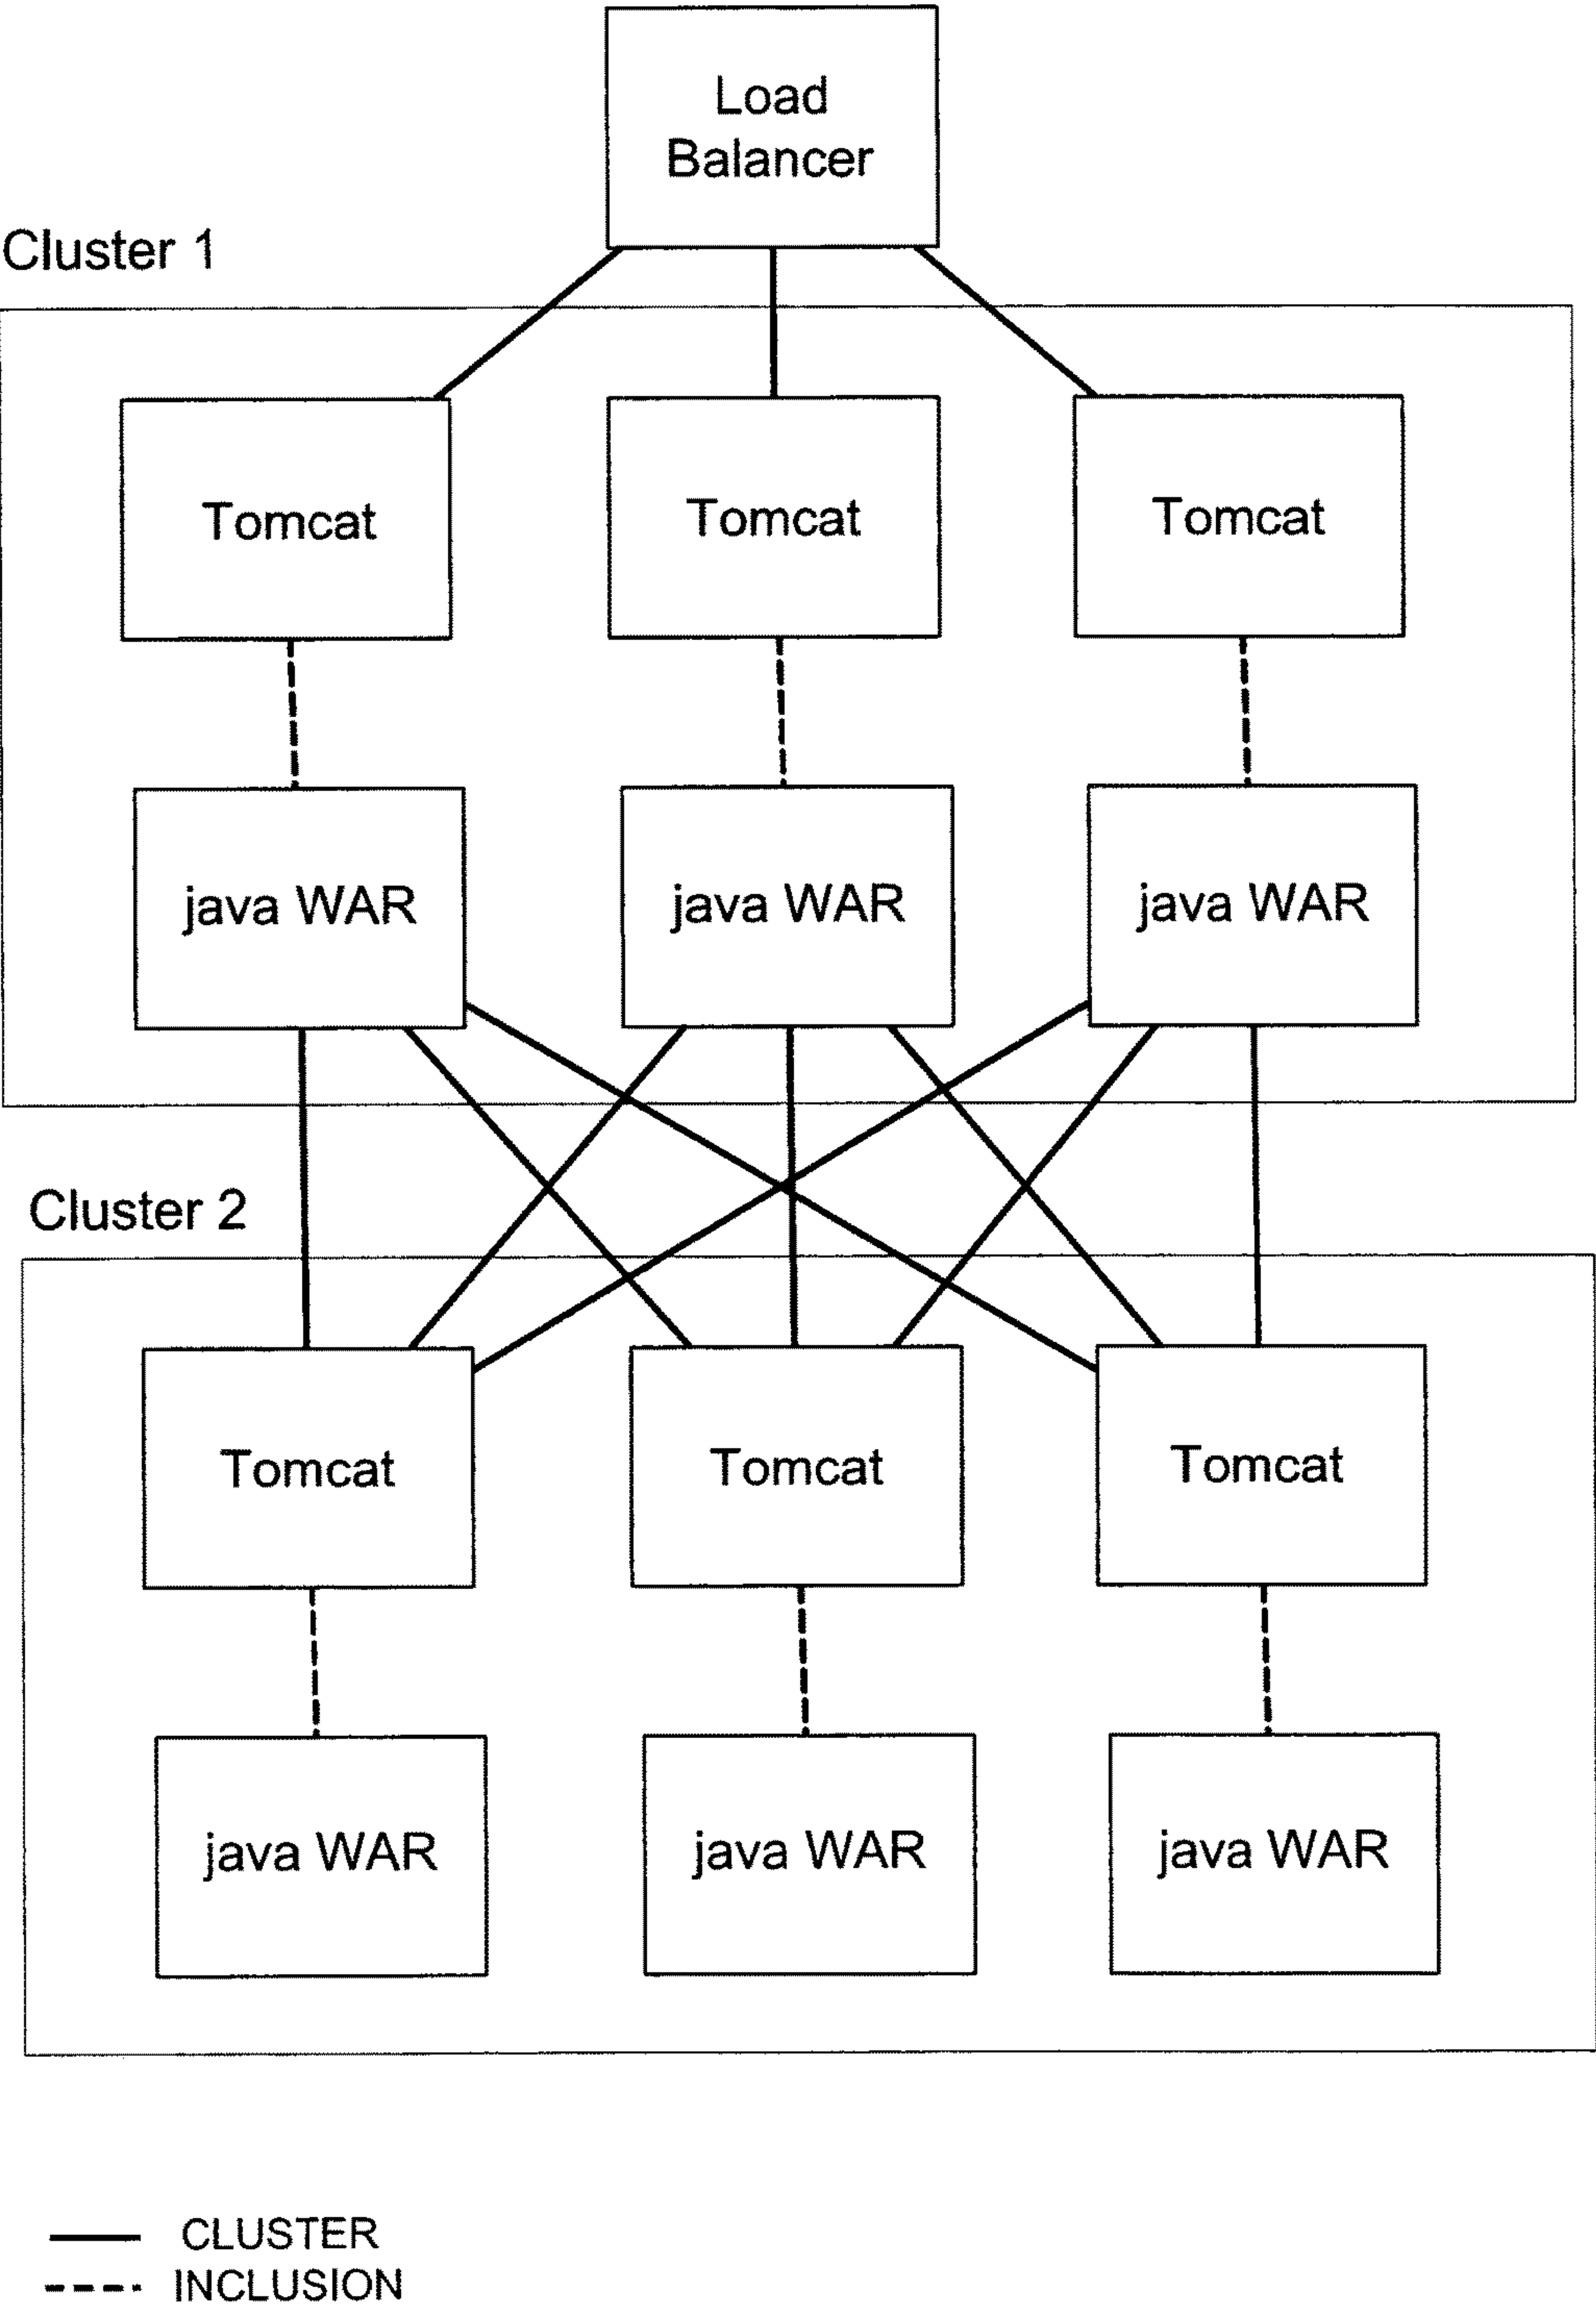 Load
Balancer
Cluster 1
Tomcat
Tomcat
Tomcat
java WAR
java WAR
java WAR
Cluster 2
Tomcat
Tomcat
Tomcat
java WAR
java WAR
java WAR
CLUSTER
INCLUSION